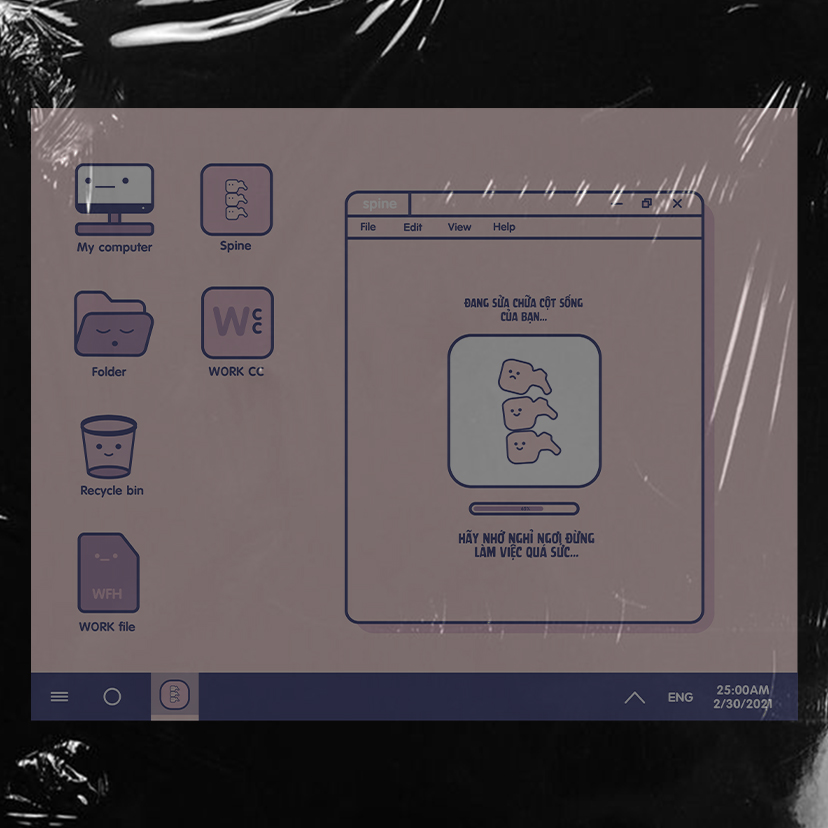 My computer
Spine
Folder
WC
C
WORK CC
Recycle bin
WFH
WORK file
spine
File Edit View Help
ĐANG SỬA CHỮA CỘT SỐNG
CỦA BẠN...
HÃY NHỚ NGHỈ NGƠI ĐỪNG
LÀM VIỆC QUÁ SỨC...
ENG
25:00AM
2/30/2021